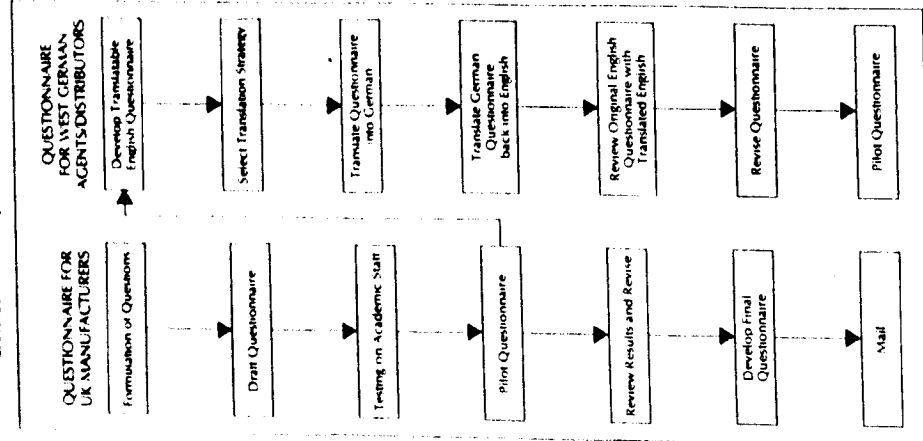 QUESTIONNAIRE FOR
UK MANUFACTURERS
Formulation of Questions
Draft Questionnaire
Testing on Academic Staff
Pilot Questionnaire
Review Results and Revise
Develop Final
Questionnaire
Mail
QUESTIONNAIRE
FOR WEST GERMAN
AGENTS/DISTRIBUTORS
Develop Translatable
English Questionnaire
Select Translation Strategy
Translate Questionnaire
into German
Translate German
Questionnaire
back into English
Review Original English
Questionnaire with
Translated English
Revise Questionnaire
Pilot Questionnaire